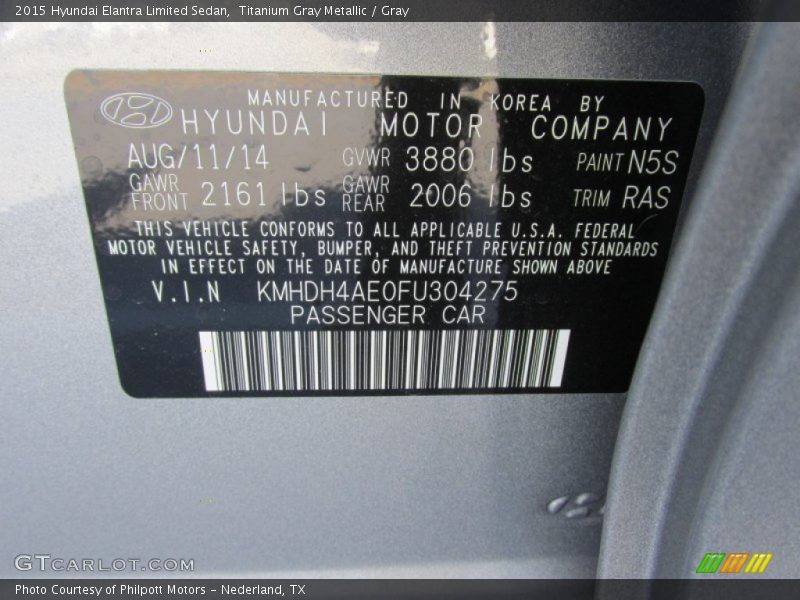 2015 Hyundai Elantra Limited Sedan,  Titanium Gray Metallic / Gray
MANUFACTURED IN KOREA BY
HYUNDAI MOTOR COMPANY
AUG/11/14 GVWR 3880 lbs PAINT N5S
GAWR FRONT 2161 lbs GAWR REAR 2006 lbs TRIM RAS
THIS VEHICLE CONFORMS TO ALL APPLICABLE U.S.A. FEDERAL
MOTOR VEHICLE SAFETY, BUMPER, AND THEFT PREVENTION STANDARDS
IN EFFECT ON THE DATE OF MANUFACTURE SHOWN ABOVE
V.I.N KMHDH4AE0FU304275
PASSENGER CAR
GTCARLOT.COM
Photo Courtesy of Philpott Motors - Nederland, TX